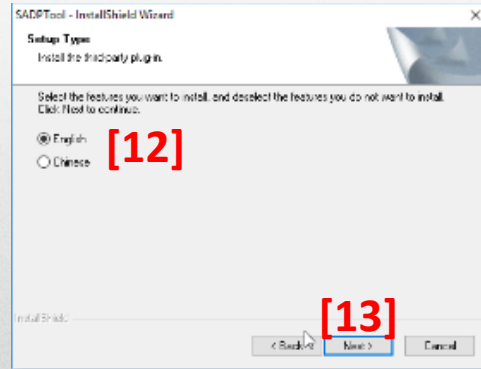 SADPTool - InstallShield Wizard
Setup Type
Install the third-party plug-in.
Select the features you want to install, and deselect the features you do not want to install.
Click Next to continue.
English
[12]
Chinese
InstallShield
[13]
< Back
Next >
Cancel